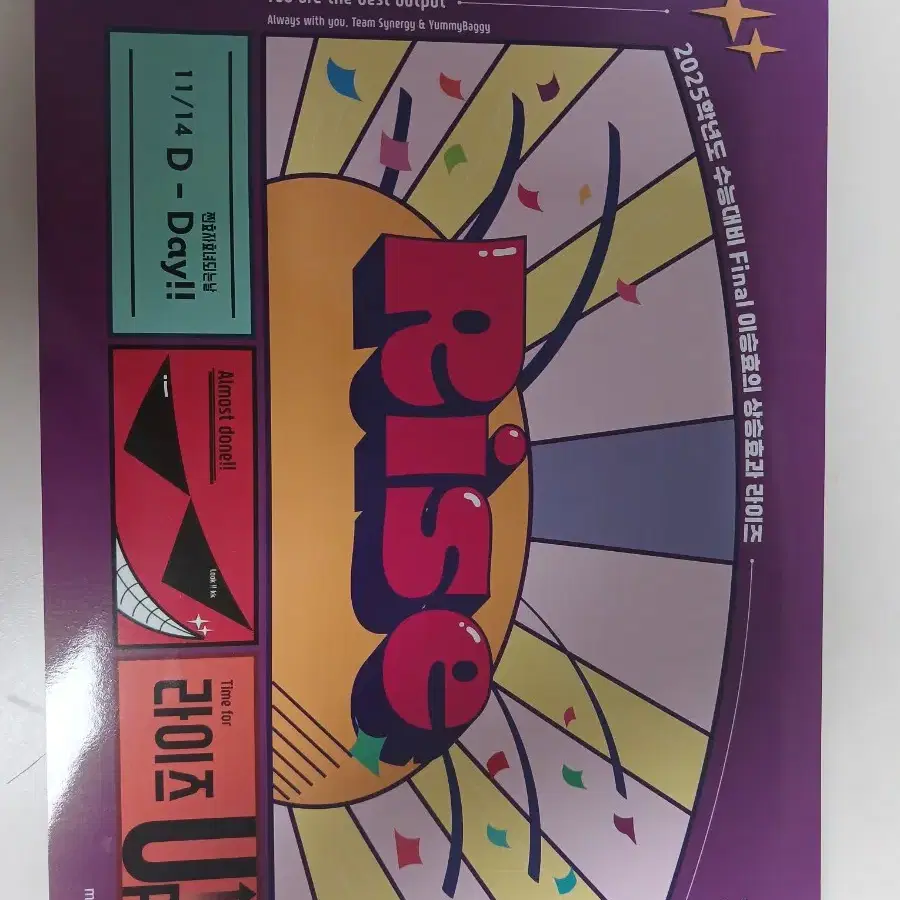 You are the best output
Always with you, Team Synergy & YummyBaggy
2025학년도 수능대비 Final 이승효의 상승효과 라이즈
Rise
11/14 D - Day!!
Almost done!!
Look !! kk
Time for
라이즈
UP